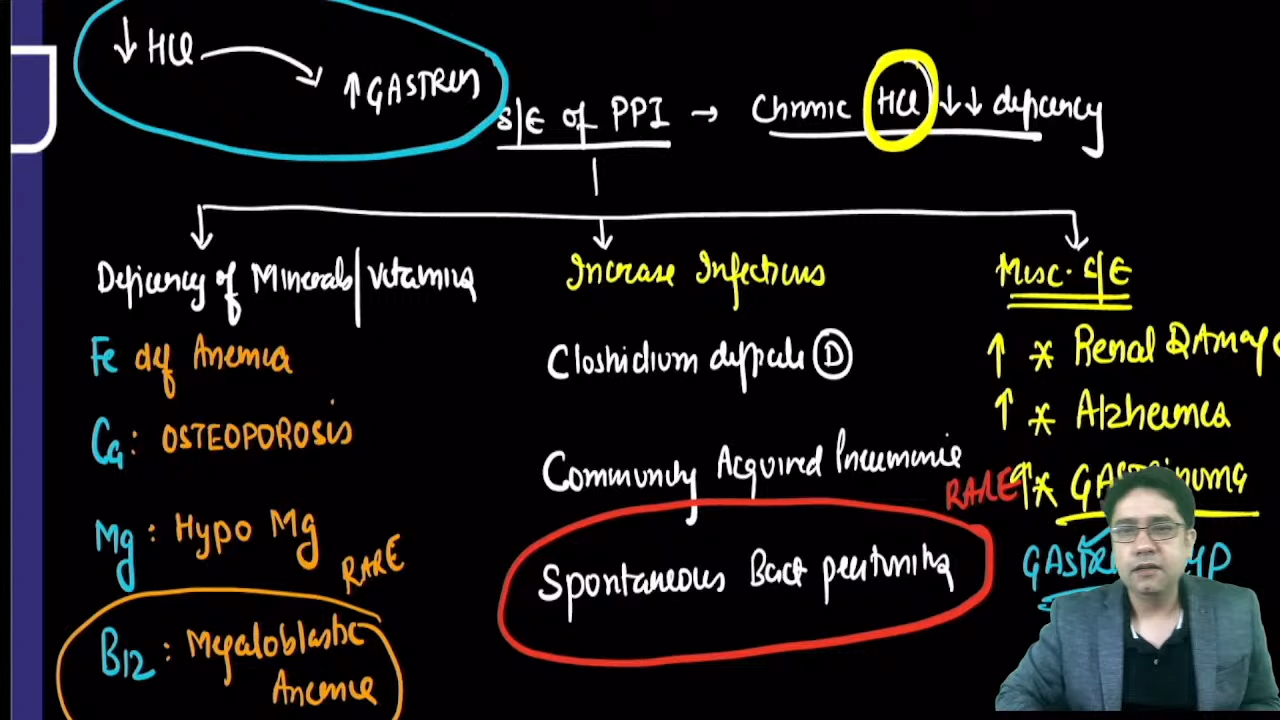 ↓ HCl → ↑ GASTRIN
S/E of PPI → Chronic HCl ↓↓ deficiency
Deficiency of Minerals/vitamins
Fe def Anemia
Ca: OSTEOPOROSIS
Mg: Hypo Mg
RARE
B12: Megaloblastic
Anemia
Increase Infections
Clostridium difficile (D)
Community Acquired Pneumonia
RARE
Spontaneous Bact peritonitis
Misc. S/E
↑ * Renal DAMAGE
↑ * Alzheimer
↑ *